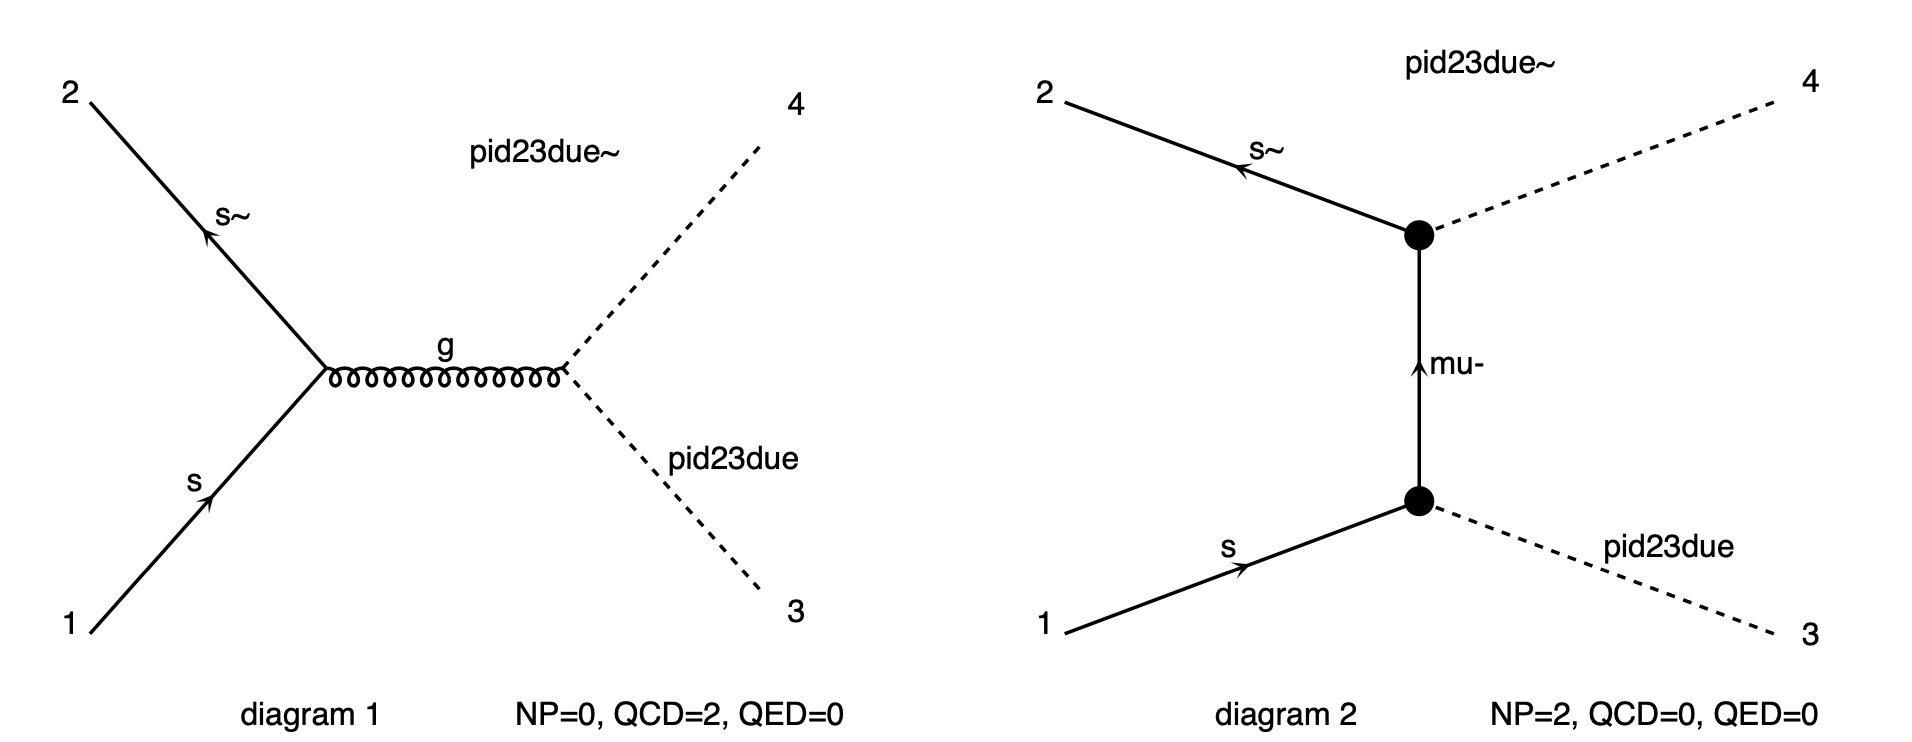 2
s~
pid23due~
4
g
pid23due
s
1
3
diagram 1
NP=0, QCD=2, QED=0
2
s~
pid23due~
4
mu-
s
pid23due
1
3
diagram 2
NP=2, QCD=0, QED=0